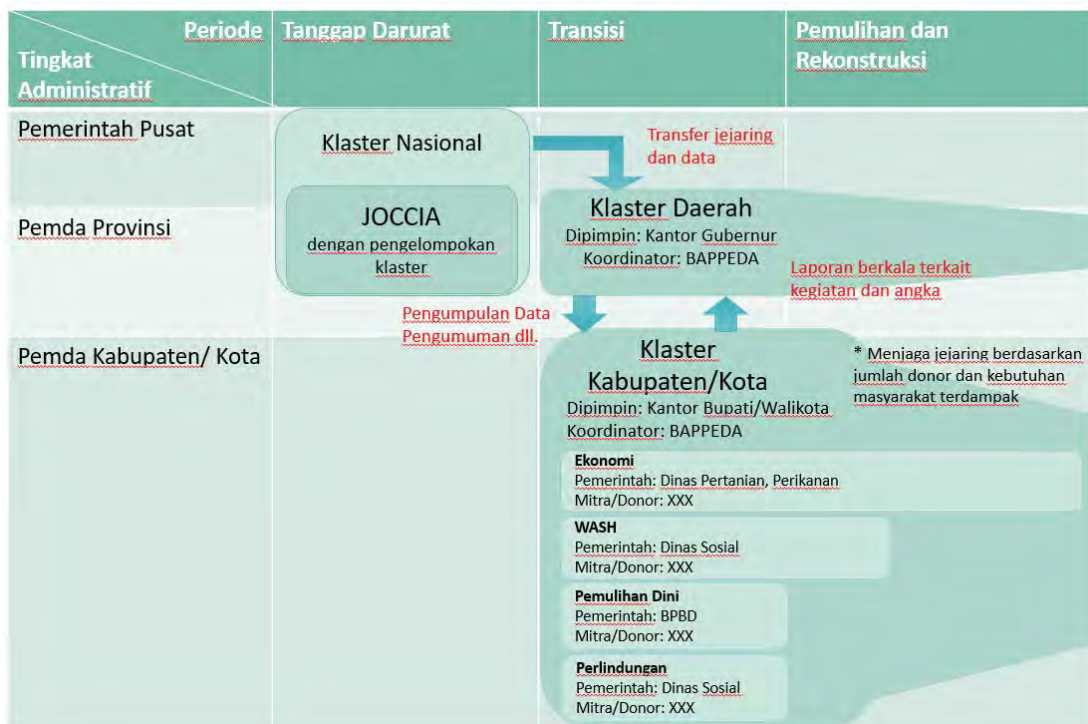 Periode
Tingkat
Administratif
Tanggap Darurat
Transisi
Pemulihan dan
Rekonstruksi
Pemerintah Pusat
Klaster Nasional
Transfer jejaring
dan data
Pemda Provinsi
JOCCIA
dengan pengelompokan
klaster
Klaster Daerah
Dipimpin: Kantor Gubernur
Koordinator: BAPPEDA
Laporan berkala terkait
kegiatan dan angka
Pengumpulan Data
Pengumuman dll.
Pemda Kabupaten/ Kota
Klaster
Kabupaten/Kota
Dipimpin: Kantor Bupati/Walikota
Koordinator: BAPPEDA
* Menjaga jejaring berdasarkan
jumlah donor dan kebutuhan
masyarakat terdampak
Ekonomi
Pemerintah: Dinas Pertanian, Perikanan
Mitra/Donor: XXX
WASH
Pemerintah: Dinas Sosial
Mitra/Donor: XXX
Pemulihan Dini
Pemerintah: BPBD
Mitra/Donor: XXX
Perlindungan
Pemerintah: Dinas Sosial
Mitra/Donor: XXX